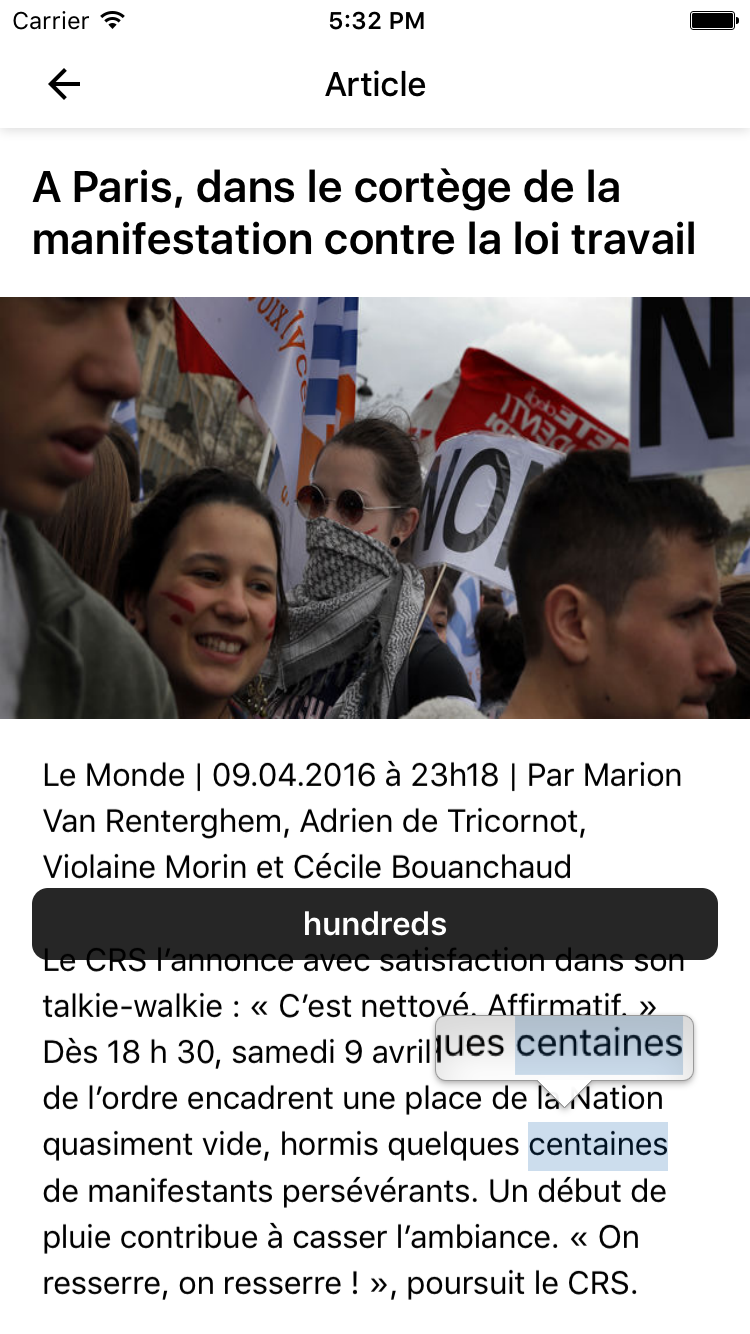 Carrier 5:32 PM
Article
A Paris, dans le cortège de la
manifestation contre la loi travail
NO
N
Le Monde | 09.04.2016 à 23h18 | Par Marion
Van Renterghem, Adrien de Tricornot,
Violaine Morin et Cécile Bouanchaud
hundreds
Le CRS l’annonce avec satisfaction dans son
talkie-walkie : « C’est nettoyé. Affirmatif. »
Dès 18 h 30, samedi 9 avril
ques centaines
de l’ordre encadrent une place de la Nation
quasiment vide, hormis quelques centaines
de manifestants persévérants. Un début de
pluie contribue à casser l’ambiance. « On
resserre, on resserre ! », poursuit le CRS.